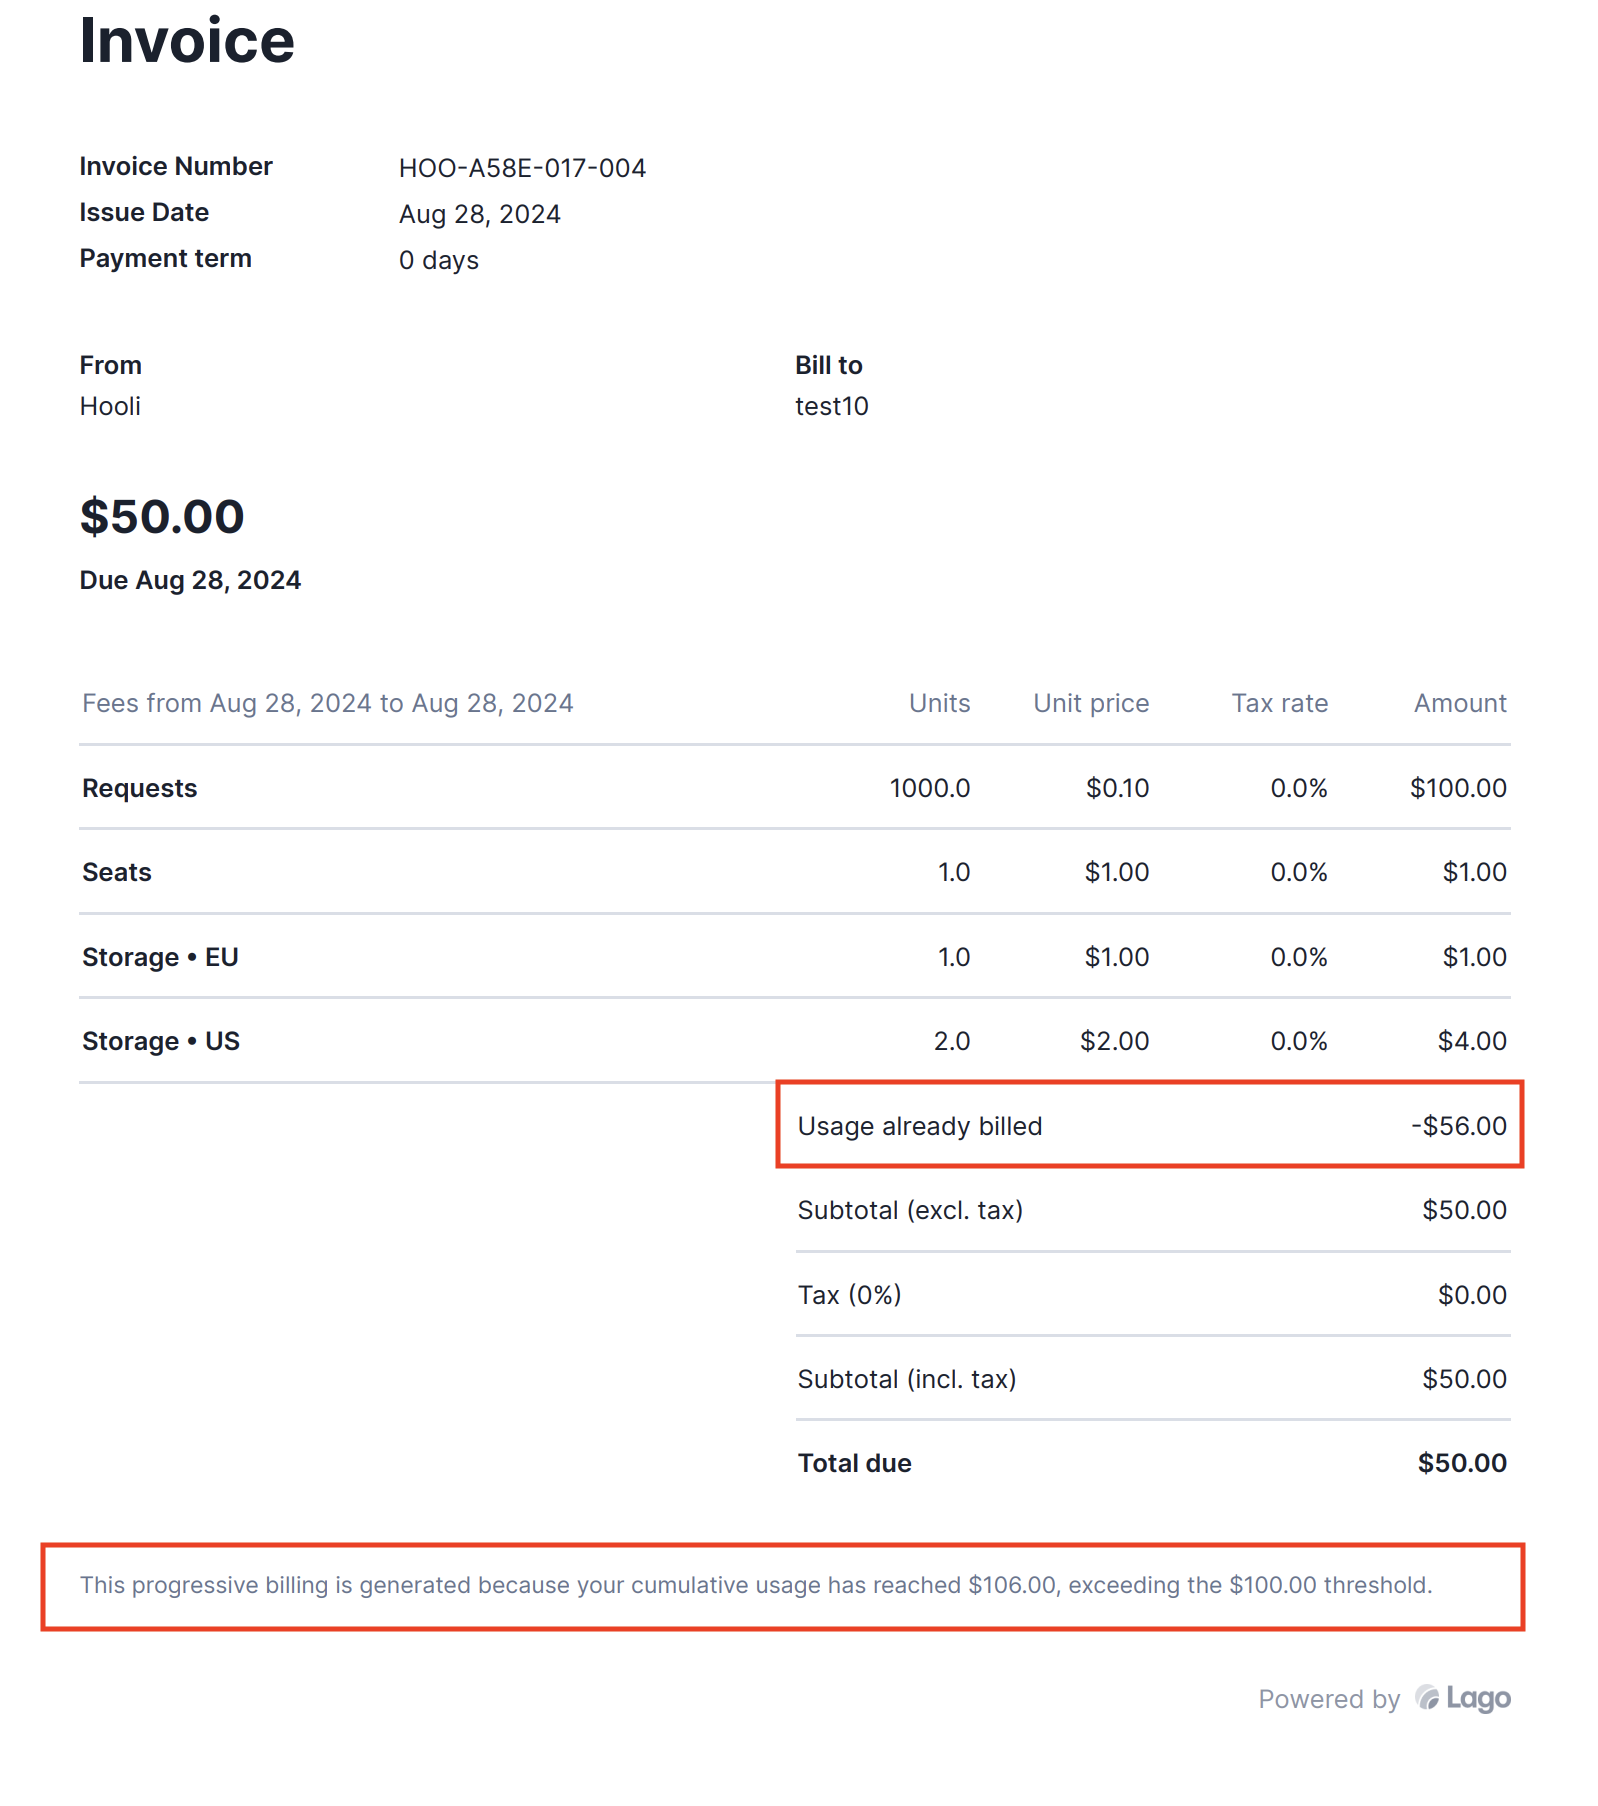 Invoice
Invoice Number HOO-A58E-017-004
Issue Date Aug 28, 2024
Payment term 0 days
From Bill to
Hooli test10
$50.00
Due Aug 28, 2024
Fees from Aug 28, 2024 to Aug 28, 2024 Units Unit price Tax rate Amount
Requests 1000.0 $0.10 0.0% $100.00
Seats 1.0 $1.00 0.0% $1.00
Storage • EU 1.0 $1.00 0.0% $1.00
Storage • US 2.0 $2.00 0.0% $4.00
Usage already billed -$56.00
Subtotal (excl. tax) $50.00
Tax (0%) $0.00
Subtotal (incl. tax) $50.00
Total due $50.00
This progressive billing is generated because your cumulative usage has reached $106.00, exceeding the $100.00 threshold.
Powered by Lago